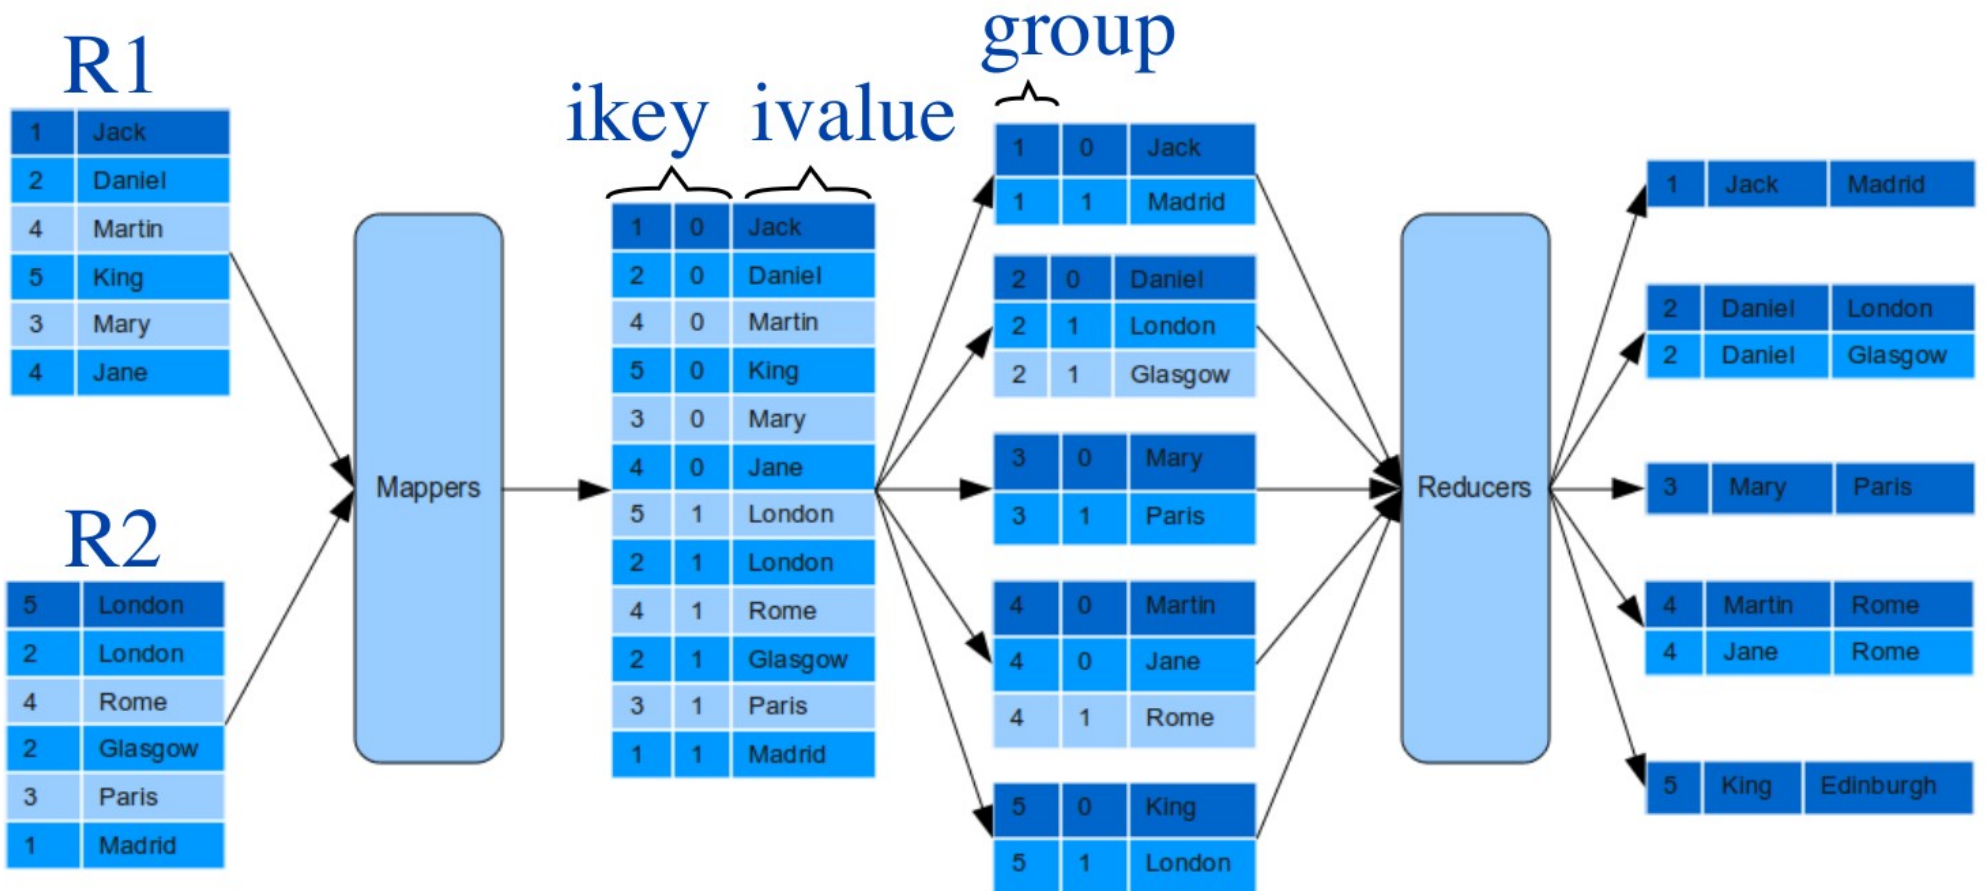 R1
1 Jack
2 Daniel
4 Martin
5 King
3 Mary
4 Jane
R2
5 London
2 London
4 Rome
2 Glasgow
3 Paris
1 Madrid
Mappers
ikey ivalue
1 0 Jack
2 0 Daniel
4 0 Martin
5 0 King
3 0 Mary
4 0 Jane
5 1 London
2 1 London
4 1 Rome
2 1 Glasgow
3 1 Paris
1 1 Madrid
group
1 0 Jack
1 1 Madrid
2 0 Daniel
2 1 London
2 1 Glasgow
3 0 Mary
3 1 Paris
4 0 Martin
4 0 Jane
4 1 Rome
5 0 King
5 1 London
Reducers
1 Jack Madrid
2 Daniel London
2 Daniel Glasgow
3 Mary Paris
4 Martin Rome
4 Jane Rome
5 King Edinburgh